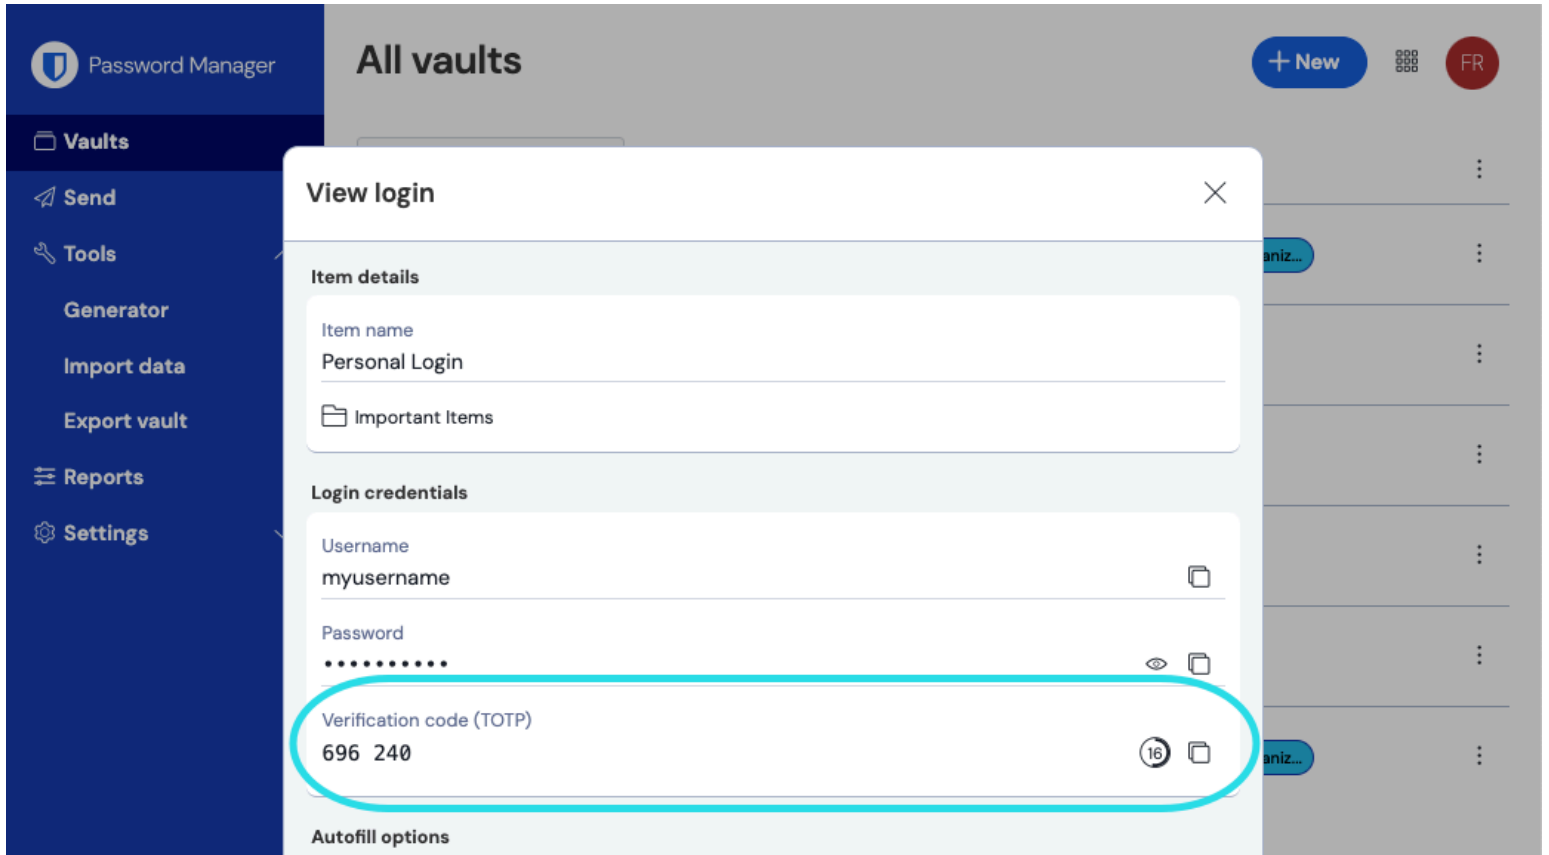 Password Manager
All vaults
New
FR
Vaults
Send
Tools
Generator
Import data
Export vault
Reports
Settings
View login
Item details
Item name
Personal Login
Important Items
Login credentials
Username
myusername
Password
••••••••••
Verification code (TOTP)
696 240
16
Autofill options
aniz...
aniz...